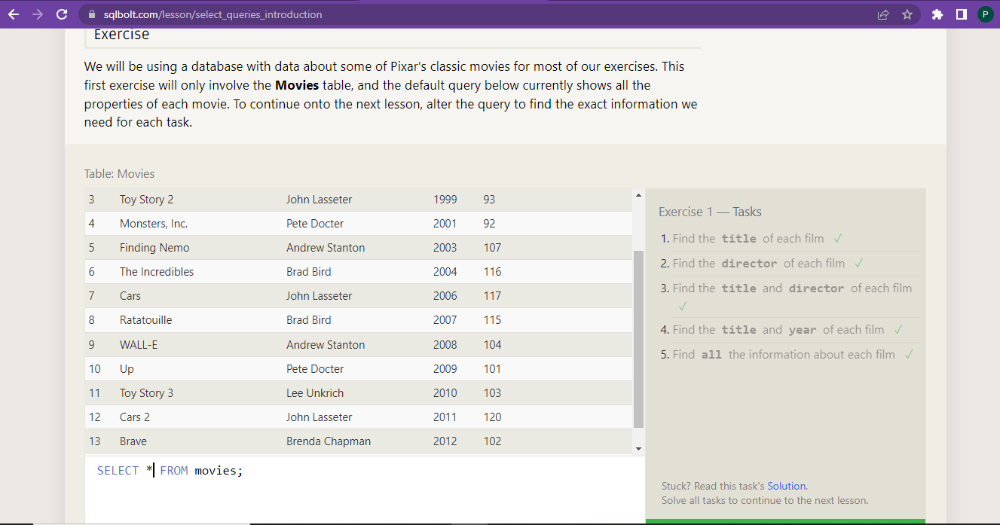 sqlbolt.com/lesson/select_queries_introduction
P
Exercise
We will be using a database with data about some of Pixar's classic movies for most of our exercises. This
first exercise will only involve the Movies table, and the default query below currently shows all the
properties of each movie. To continue onto the next lesson, alter the query to find the exact information we
need for each task.
Table: Movies
3 Toy Story 2 John Lasseter 1999 93
4 Monsters, Inc. Pete Docter 2001 92
5 Finding Nemo Andrew Stanton 2003 107
6 The Incredibles Brad Bird 2004 116
7 Cars John Lasseter 2006 117
8 Ratatouille Brad Bird 2007 115
9 WALL-E Andrew Stanton 2008 104
10 Up Pete Docter 2009 101
11 Toy Story 3 Lee Unkrich 2010 103
12 Cars 2 John Lasseter 2011 120
13 Brave Brenda Chapman 2012 102
SELECT * FROM movies;
Exercise 1 — Tasks
1. Find the title of each film ✓
2. Find the director of each film ✓
3. Find the title and director of each film
✓
4. Find the title and year of each film ✓
5. Find all the information about each film ✓
Stuck? Read this task's Solution.
Solve all tasks to continue to the next lesson.